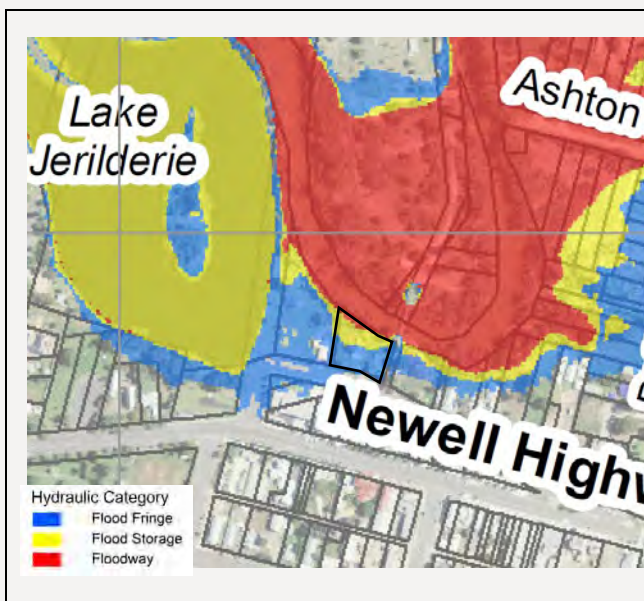 Lake
Jerilderie
Ashton
Newell Highw
Hydraulic Category
Flood Fringe
Flood Storage
Floodway